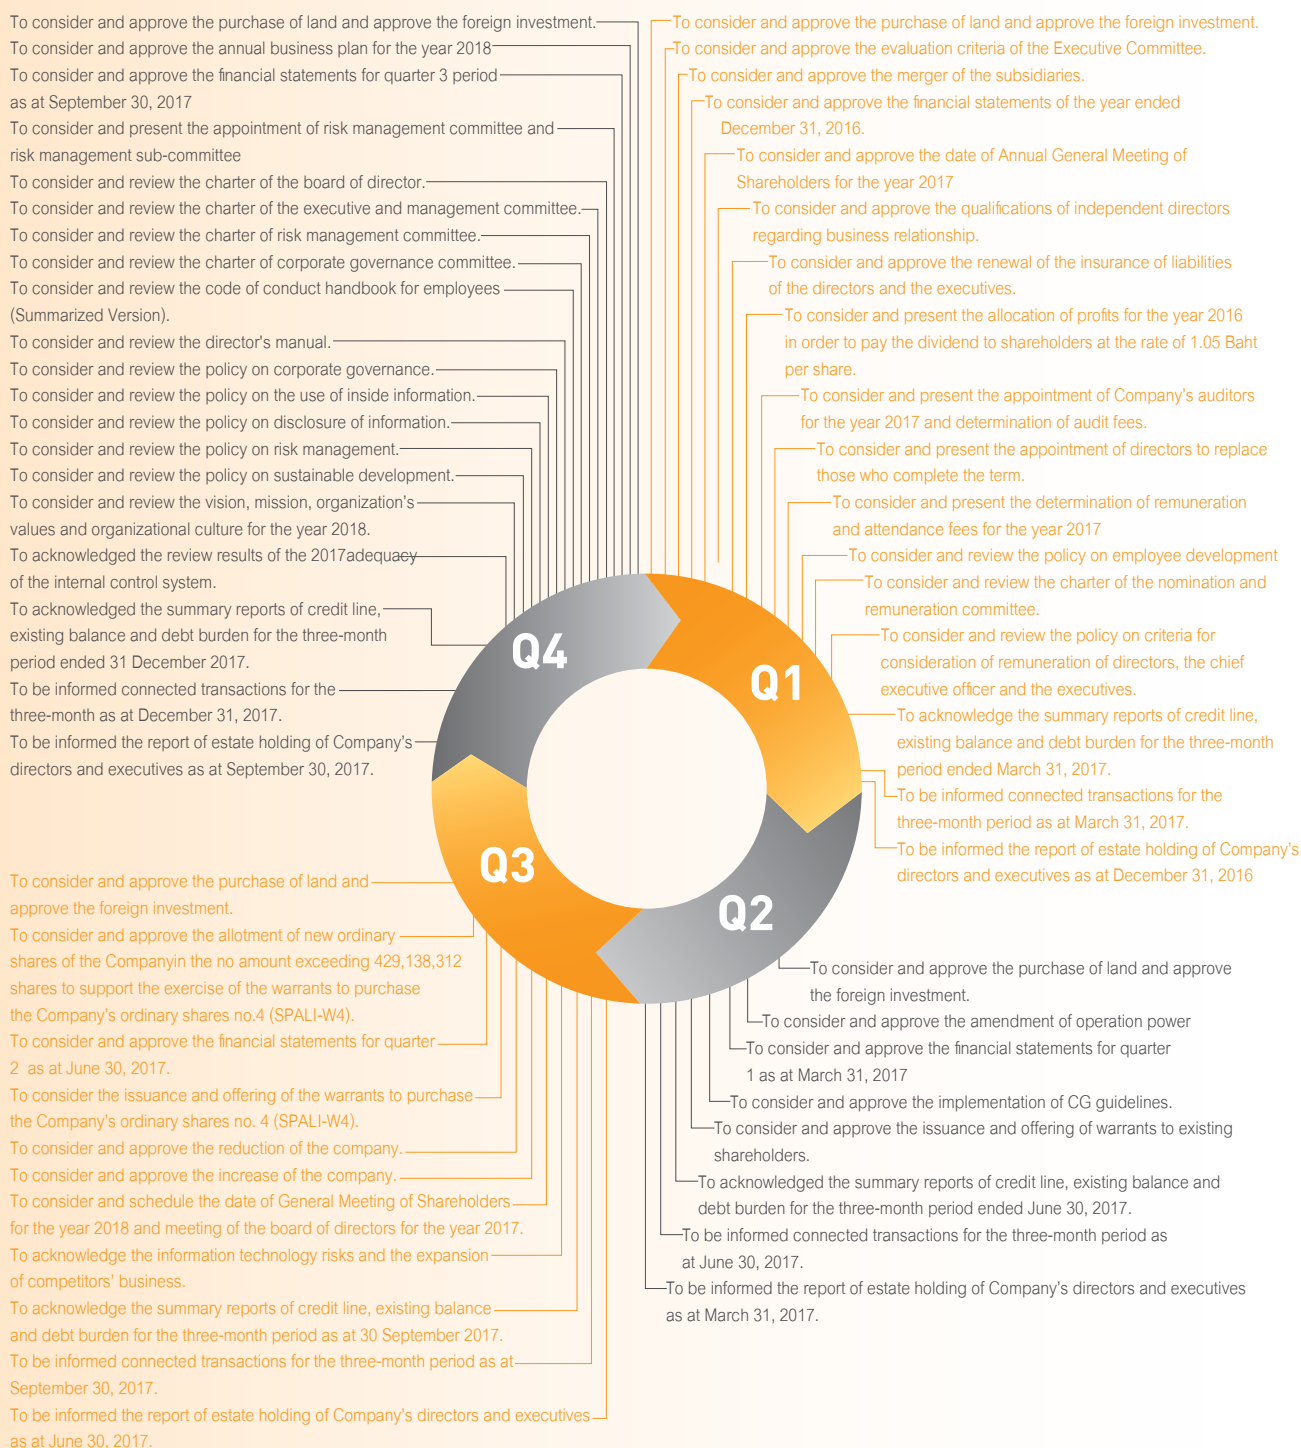 To consider and approve the purchase of land and approve the foreign investment.
To consider and approve the annual business plan for the year 2018
To consider and approve the financial statements for quarter 3 period
as at September 30, 2017
To consider and present the appointment of risk management committee and
risk management sub-committee
To consider and review the charter of the board of director.
To consider and review the charter of the executive and management committee.
To consider and review the charter of risk management committee.
To consider and review the charter of corporate governance committee.
To consider and review the code of conduct handbook for employees
(Summarized Version).
To consider and review the director's manual.
To consider and review the policy on corporate governance.
To consider and review the policy on the use of inside information.
To consider and review the policy on disclosure of information.
To consider and review the policy on risk management.
To consider and review the policy on sustainable development.
To consider and review the vision, mission, organization's
values and organizational culture for the year 2018.
To acknowledged the review results of the 2017adequacy
of the internal control system.
To acknowledged the summary reports of credit line,
existing balance and debt burden for the three-month
period ended 31 December 2017.
To be informed connected transactions for the
three-month as at December 31, 2017.
To be informed the report of estate holding of Company's
directors and executives as at September 30, 2017.
To consider and approve the purchase of land and approve the foreign investment.
To consider and approve the evaluation criteria of the Executive Committee.
To consider and approve the merger of the subsidiaries.
To consider and approve the financial statements of the year ended
December 31, 2016.
To consider and approve the date of Annual General Meeting of
Shareholders for the year 2017
To consider and approve the qualifications of independent directors
regarding business relationship.
To consider and approve the renewal of the insurance of liabilities
of the directors and the executives.
To consider and present the allocation of profits for the year 2016
in order to pay the dividend to shareholders at the rate of 1.05 Baht
per share.
To consider and present the appointment of Company's auditors
for the year 2017 and determination of audit fees.
To consider and present the appointment of directors to replace
those who complete the term.
To consider and present the determination of remuneration
and attendance fees for the year 2017
To consider and review the policy on employee development
To consider and review the charter of the nomination and
remuneration committee.
To consider and review the policy on criteria for
consideration of remuneration of directors, the chief
executive officer and the executives.
To acknowledge the summary reports of credit line,
existing balance and debt burden for the three-month
period ended March 31, 2017.
To be informed connected transactions for the
three-month period as at March 31, 2017.
To be informed the report of estate holding of Company's
directors and executives as at December 31, 2016
Q4
Q1
Q3
Q2
To consider and approve the purchase of land and
approve the foreign investment.
To consider and approve the allotment of new ordinary
shares of the Companyin the no amount exceeding 429,138,312
shares to support the exercise of the warrants to purchase
the Company's ordinary shares no.4 (SPALI-W4).
To consider and approve the financial statements for quarter
2 as at June 30, 2017.
To consider the issuance and offering of the warrants to purchase
the Company's ordinary shares no. 4 (SPALI-W4).
To consider and approve the reduction of the company.
To consider and approve the increase of the company.
To consider and schedule the date of General Meeting of Shareholders
for the year 2018 and meeting of the board of directors for the year 2017.
To acknowledge the information technology risks and the expansion
of competitors' business.
To acknowledge the summary reports of credit line, existing balance
and debt burden for the three-month period as at 30 September 2017.
To be informed connected transactions for the three-month period as at
September 30, 2017.
To be informed the report of estate holding of Company's directors and executives
as at June 30, 2017.
To consider and approve the purchase of land and approve
the foreign investment.
To consider and approve the amendment of operation power
To consider and approve the financial statements for quarter
1 as at March 31, 2017
To consider and approve the implementation of CG guidelines.
To consider and approve the issuance and offering of warrants to existing
shareholders.
To acknowledged the summary reports of credit line, existing balance and
debt burden for the three-month period ended June 30, 2017.
To be informed connected transactions for the three-month period as
at June 30, 2017.
To be informed the report of estate holding of Company's directors and executives
as at March 31, 2017.